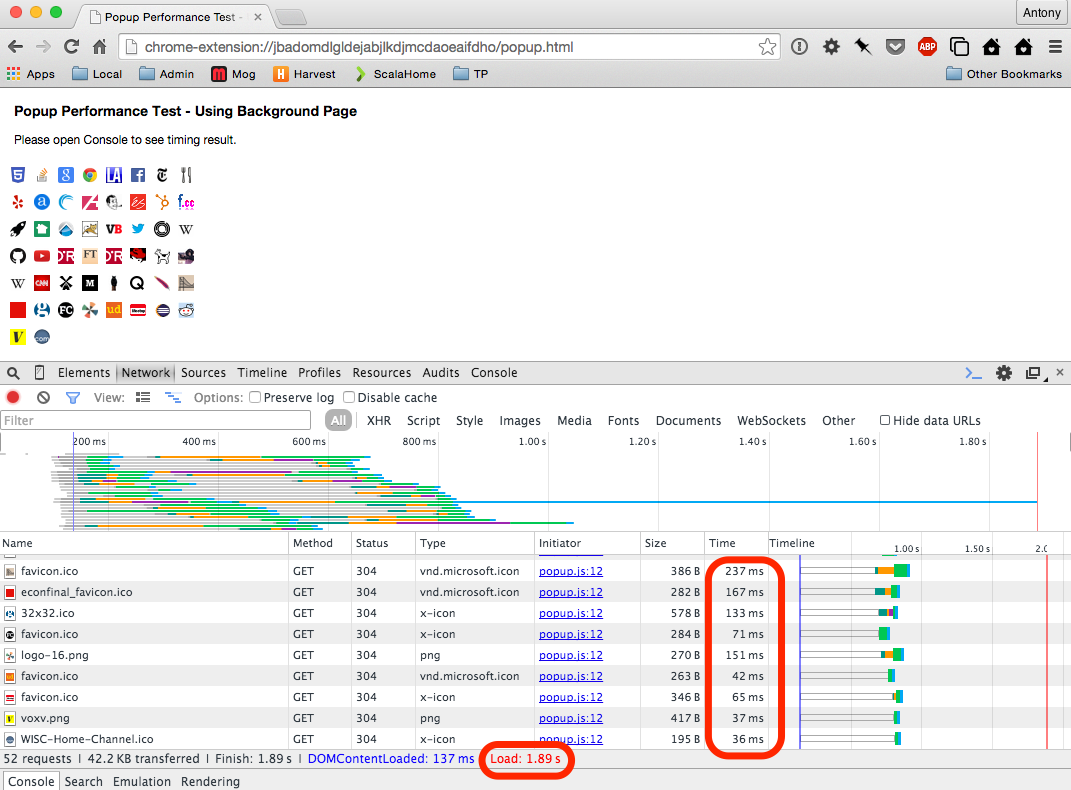 Popup Performance Test -
Antony
chrome-extension://jbadomdlgldejabjlkdjmcdaoeaifdho/popup.html
ABP
Apps Local Admin m Mog H Harvest ScalaHome TP Other Bookmarks
Popup Performance Test - Using Background Page
Please open Console to see timing result.
5 g LA f T
a f.cc
VB W
D'R FT D'R
W CNN M Q
FC ud Meetup
V com
Elements Network Sources Timeline Profiles Resources Audits Console
View: Options: Preserve log Disable cache
Filter All XHR Script Style Images Media Fonts Documents WebSockets Other Hide data URLs
200 ms 400 ms 600 ms 800 ms 1.00 s 1.20 s 1.40 s 1.60 s 1.80 s
Name Method Status Type Initiator Size Time Timeline 1.00 s 1.50 s 2.0
favicon.ico GET 304 vnd.microsoft.icon popup.js:12 386 B 237 ms
econfinal_favicon.ico GET 304 vnd.microsoft.icon popup.js:12 282 B 167 ms
32x32.ico GET 304 x-icon popup.js:12 578 B 133 ms
favicon.ico GET 304 x-icon popup.js:12 284 B 71 ms
logo-16.png GET 304 png popup.js:12 270 B 151 ms
favicon.ico GET 304 vnd.microsoft.icon popup.js:12 263 B 42 ms
favicon.ico GET 304 x-icon popup.js:12 346 B 65 ms
voxv.png GET 304 png popup.js:12 417 B 37 ms
WISC-Home-Channel.ico GET 304 x-icon popup.js:12 195 B 36 ms
52 requests | 42.2 KB transferred | Finish: 1.89 s | DOMContentLoaded: 137 ms Load: 1.89 s
Console Search Emulation Rendering